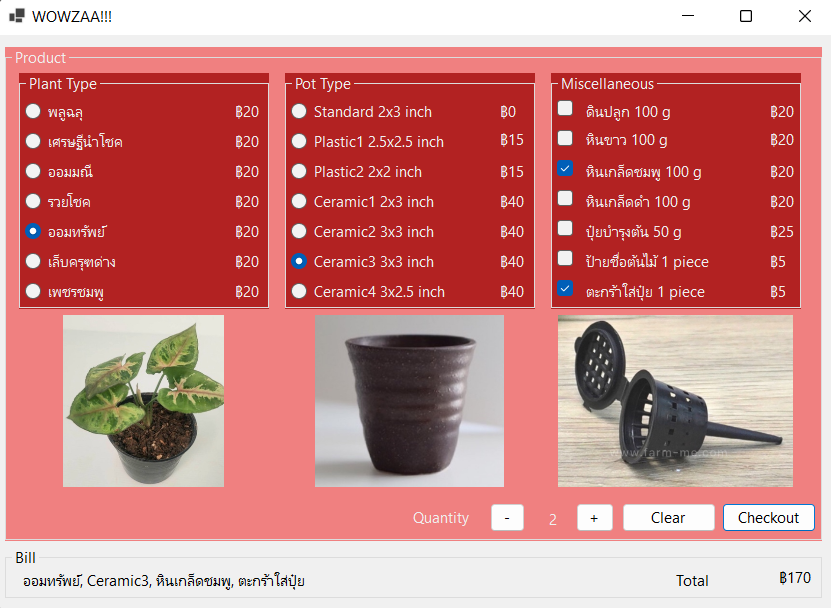 WOWZAA!!!
Product
Plant Type
พลูฉลุ ฿20
เศรษฐีนำโชค ฿20
ออมมณี ฿20
รวยโชค ฿20
ออมทรัพย์ ฿20
เล็บครุฑด่าง ฿20
เพชรชมพู ฿20
Pot Type
Standard 2x3 inch ฿0
Plastic1 2.5x2.5 inch ฿15
Plastic2 2x2 inch ฿15
Ceramic1 2x3 inch ฿40
Ceramic2 3x3 inch ฿40
Ceramic3 3x3 inch ฿40
Ceramic4 3x2.5 inch ฿40
Miscellaneous
ดินปลูก 100 g ฿20
หินขาว 100 g ฿20
หินเกล็ดชมพู 100 g ฿20
หินเกล็ดดำ 100 g ฿20
ปุ๋ยบำรุงต้น 50 g ฿25
ป้ายชื่อต้นไม้ 1 piece ฿5
ตะกร้าใส่ปุ๋ย 1 piece ฿5
Quantity - 2 + Clear Checkout
Bill
ออมทรัพย์, Ceramic3, หินเกล็ดชมพู, ตะกร้าใส่ปุ๋ย Total ฿170